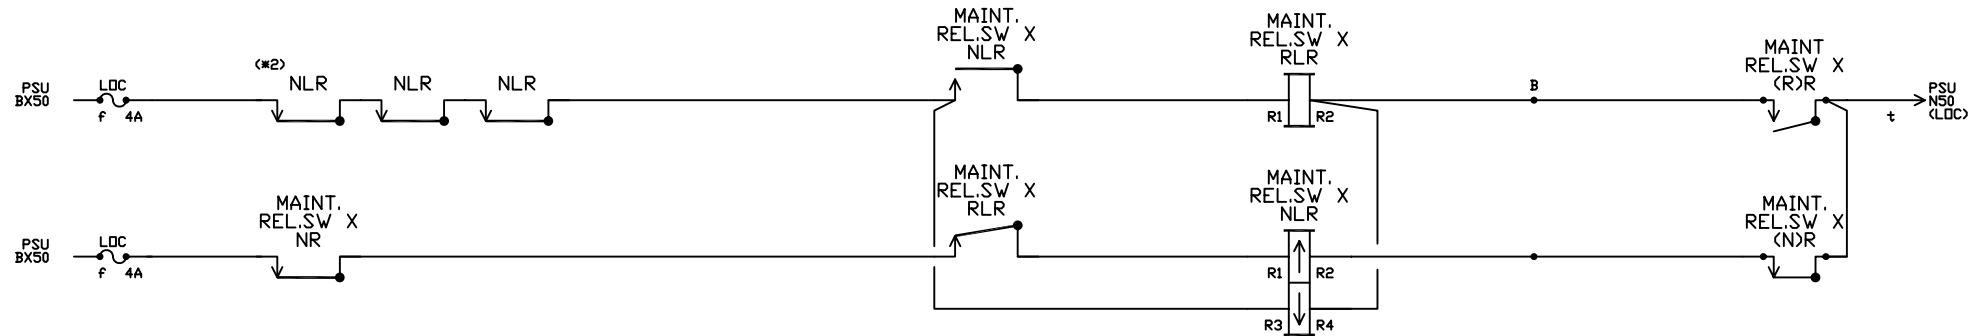 PSU
BX50
LOC
f 4A
(*2)
NLR
NLR
NLR
MAINT.
REL.SW X
NLR
MAINT.
REL.SW X
RLR
R1 R2
B
MAINT
REL.SW X
(R)R
t
PSU
N50
(LOC)
PSU
BX50
LOC
f 4A
MAINT.
REL.SW X
NR
MAINT.
REL.SW X
RLR
MAINT.
REL.SW X
NLR
R1 R2
R3 R4
MAINT.
REL.SW X
(N)R